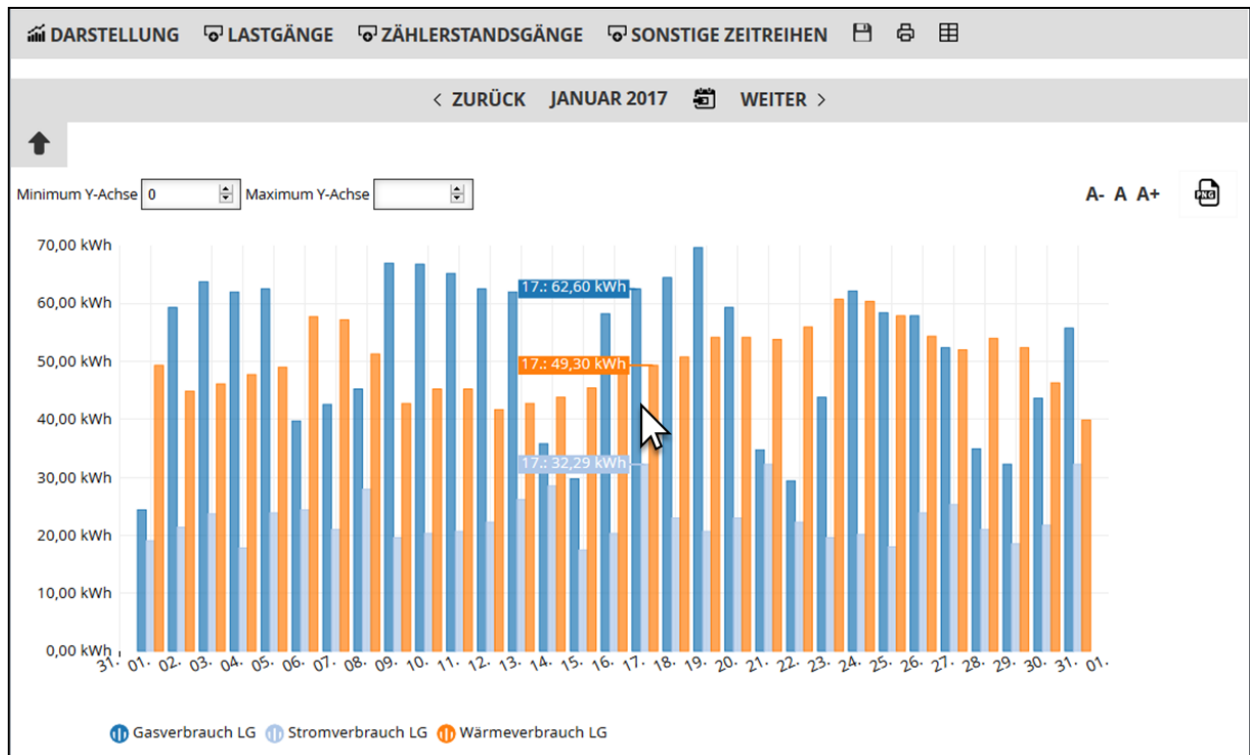 DARSTELLUNG LASTGÄNGE ZÄHLERSTANDSGÄNGE SONSTIGE ZEITREIHEN
< ZURÜCK JANUAR 2017 WEITER >
Minimum Y-Achse 0 Maximum Y-Achse A- A A+ PNG
70,00 kWh
17.: 62,60 kWh
60,00 kWh
50,00 kWh
17.: 49,30 kWh
40,00 kWh
17.: 32,29 kWh
30,00 kWh
20,00 kWh
10,00 kWh
0,00 kWh
31. 01. 02. 03. 04. 05. 06. 07. 08. 09. 10. 11. 12. 13. 14. 15. 16. 17. 18. 19. 20. 21. 22. 23. 24. 25. 26. 27. 28. 29. 30. 31. 01.
Gasverbrauch LG Stromverbrauch LG Wärmeverbrauch LG